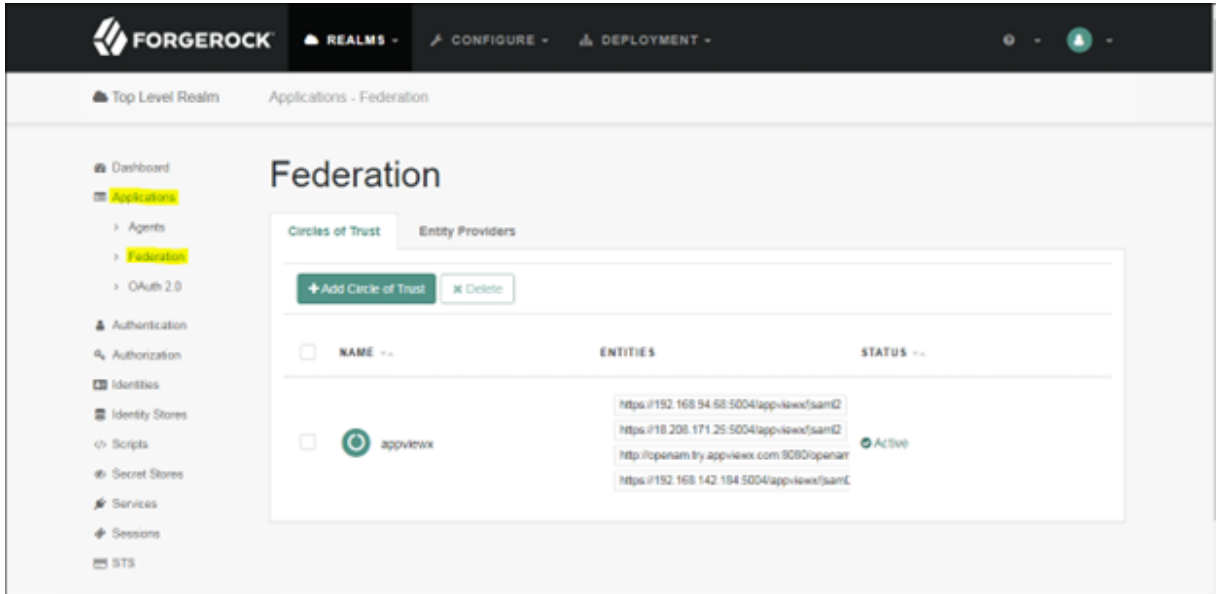 FORGEROCK REALMS CONFIGURE DEPLOYMENT
Top Level Realm Applications - Federation
Dashboard
Applications
Agents
Federation
OAuth 2.0
Authentication
Authorization
Identities
Identity Stores
Scripts
Secret Stores
Services
Sessions
STS
Federation
Circles of Trust Entity Providers
Add Circle of Trust Delete
NAME ENTITIES STATUS
appviewx
https://192.168.94.68:5004/appviewx/jsaml2
https://18.208.171.25:5004/appviewx/jsaml2
http://openam.try.appviewx.com:8080/openam
https://192.168.142.184:5004/appviewx/jsaml2
Active